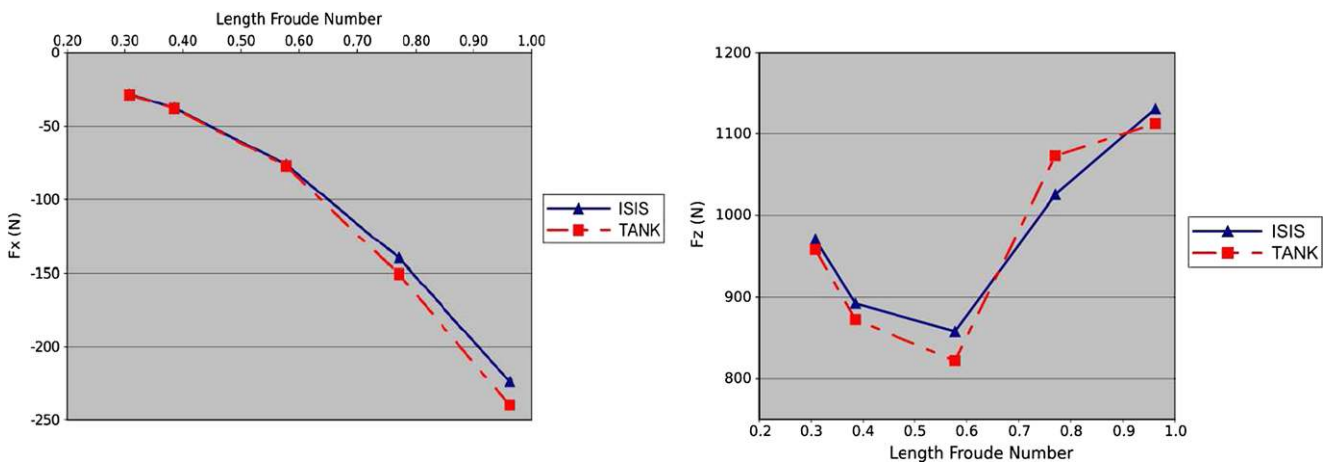 Length Froude Number
0.20 0.30 0.40 0.50 0.60 0.70 0.80 0.90 1.00
0
-50
-100
-150
-200
-250
Fx (N)
ISIS
TANK
1200
1100
1000
900
800
Fz (N)
0.2 0.3 0.4 0.5 0.6 0.7 0.8 0.9 1.0
Length Froude Number
ISIS
TANK